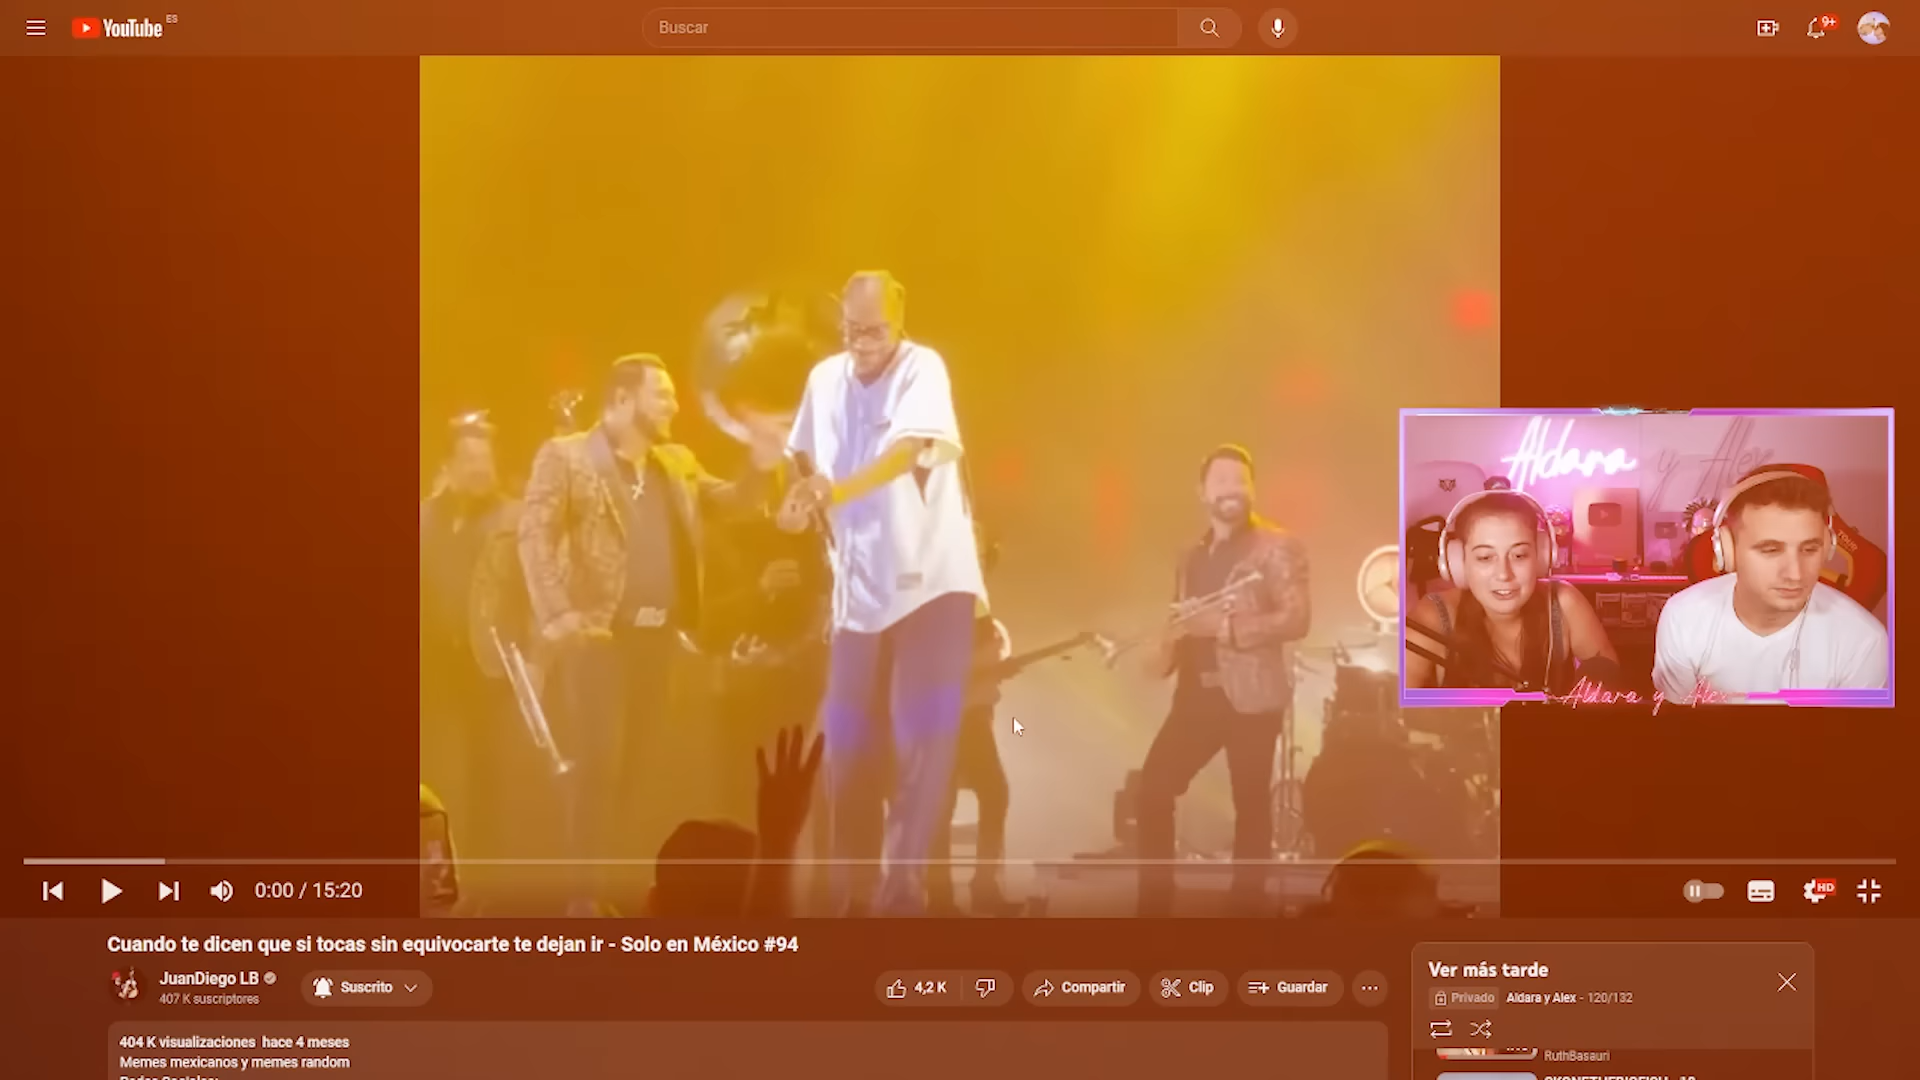 YouTube ES
Buscar
9+
Aldara y Alex
TOUR
Aldara y Alex
0:00 / 15:20
HD
Cuando te dicen que si tocas sin equivocarte te dejan ir - Solo en México #94
JuanDiego LB
407 K suscriptores
Suscrito
4,2 K
Compartir
Clip
Guardar
404 K visualizaciones hace 4 meses
Memes mexicanos y memes random
Ver más tarde
Privado
Aldara y Alex - 120/132
RuthBasauri